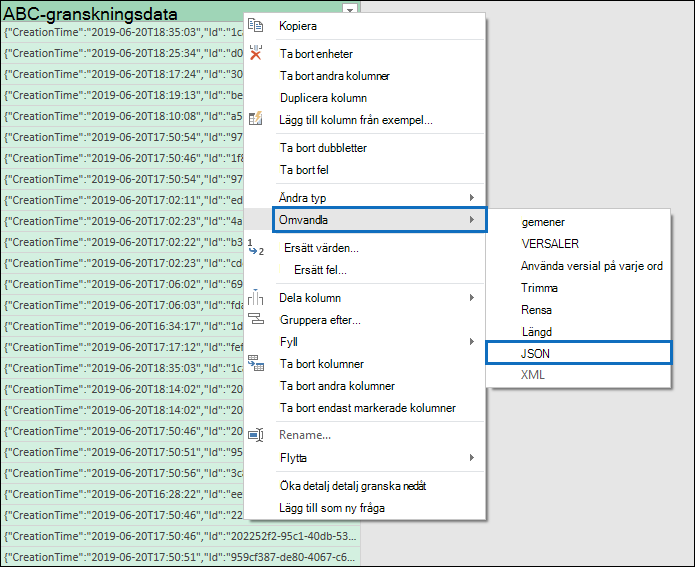 ABC-granskningsdata
{"CreationTime":"2019-06-20T18:35:03","Id":"1c
{"CreationTime":"2019-06-20T18:25:34","Id":"d0
{"CreationTime":"2019-06-20T18:17:24","Id":"30
{"CreationTime":"2019-06-20T18:19:13","Id":"be
{"CreationTime":"2019-06-20T18:10:08","Id":"a5
{"CreationTime":"2019-06-20T17:50:54","Id":"97
{"CreationTime":"2019-06-20T17:50:46","Id":"1f8
{"CreationTime":"2019-06-20T17:50:54","Id":"97
{"CreationTime":"2019-06-20T17:02:11","Id":"ed
{"CreationTime":"2019-06-20T17:02:23","Id":"4a
{"CreationTime":"2019-06-20T17:02:22","Id":"b3
{"CreationTime":"2019-06-20T17:02:23","Id":"cd
{"CreationTime":"2019-06-20T17:06:02","Id":"69
{"CreationTime":"2019-06-20T17:06:03","Id":"fda
{"CreationTime":"2019-06-20T16:34:17","Id":"1d
{"CreationTime":"2019-06-20T17:17:12","Id":"fef
{"CreationTime":"2019-06-20T18:35:03","Id":"1c
{"CreationTime":"2019-06-20T18:14:02","Id":"20
{"CreationTime":"2019-06-20T18:14:02","Id":"20
{"CreationTime":"2019-06-20T17:50:46","Id":"20
{"CreationTime":"2019-06-20T17:50:51","Id":"95
{"CreationTime":"2019-06-20T17:50:56","Id":"3c
{"CreationTime":"2019-06-20T16:28:22","Id":"ee
{"CreationTime":"2019-06-20T17:50:46","Id":"22
{"CreationTime":"2019-06-20T17:50:46","Id":"202252f2-95c1-40db-53...
{"CreationTime":"2019-06-20T17:50:51","Id":"959cf387-de80-4067-c6...
Kopiera
Ta bort enheter
Ta bort andra kolumner
Duplicera kolumn
Lägg till kolumn från exempel...
Ta bort dubbletter
Ta bort fel
Ändra typ
Omvandla
Ersätt värden...
Ersätt fel...
Dela kolumn
Gruppera efter...
Fyll
Ta bort kolumner
Ta bort andra kolumner
Ta bort endast markerade kolumner
Rename...
Flytta
Öka detalj detalj granska nedåt
Lägg till som ny fråga
gemener
VERSALER
Använda versial på varje ord
Trimma
Rensa
Längd
JSON
XML